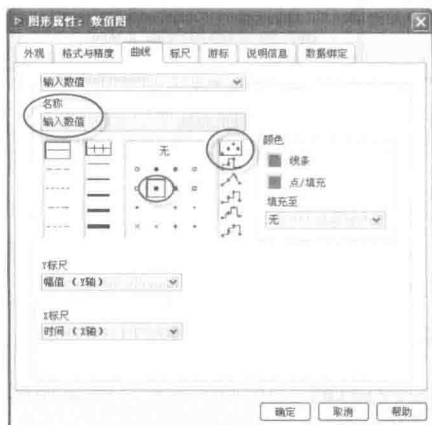 图形属性：数值图
外观 格式与精度 曲线 标尺 游标 说明信息 数据绑定
输入数值
名称
输入数值
无
颜色
线条
点/填充
填充至
无
Y标尺
幅值（Y轴）
X标尺
时间（X轴）
确定 取消 帮助